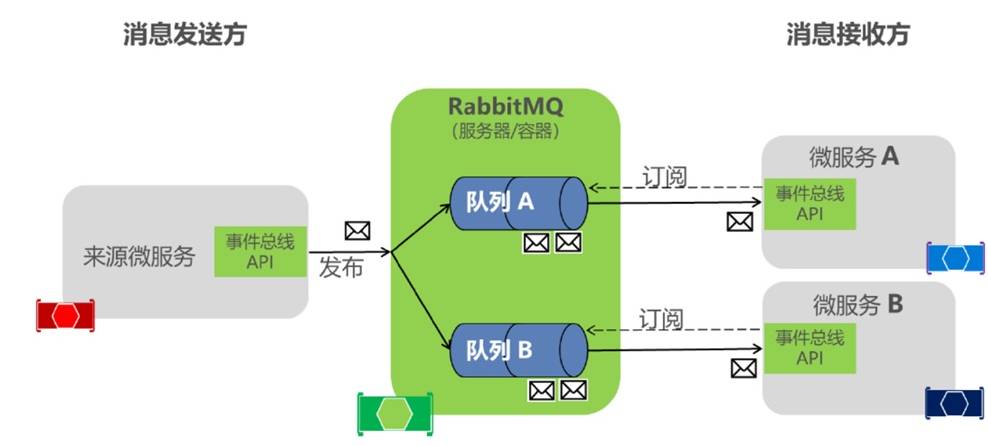 消息发送方
消息接收方
RabbitMQ
(服务器/容器)
来源微服务
事件总线
API
发布
队列 A
订阅
微服务 A
事件总线
API
队列 B
订阅
微服务 B
事件总线
API